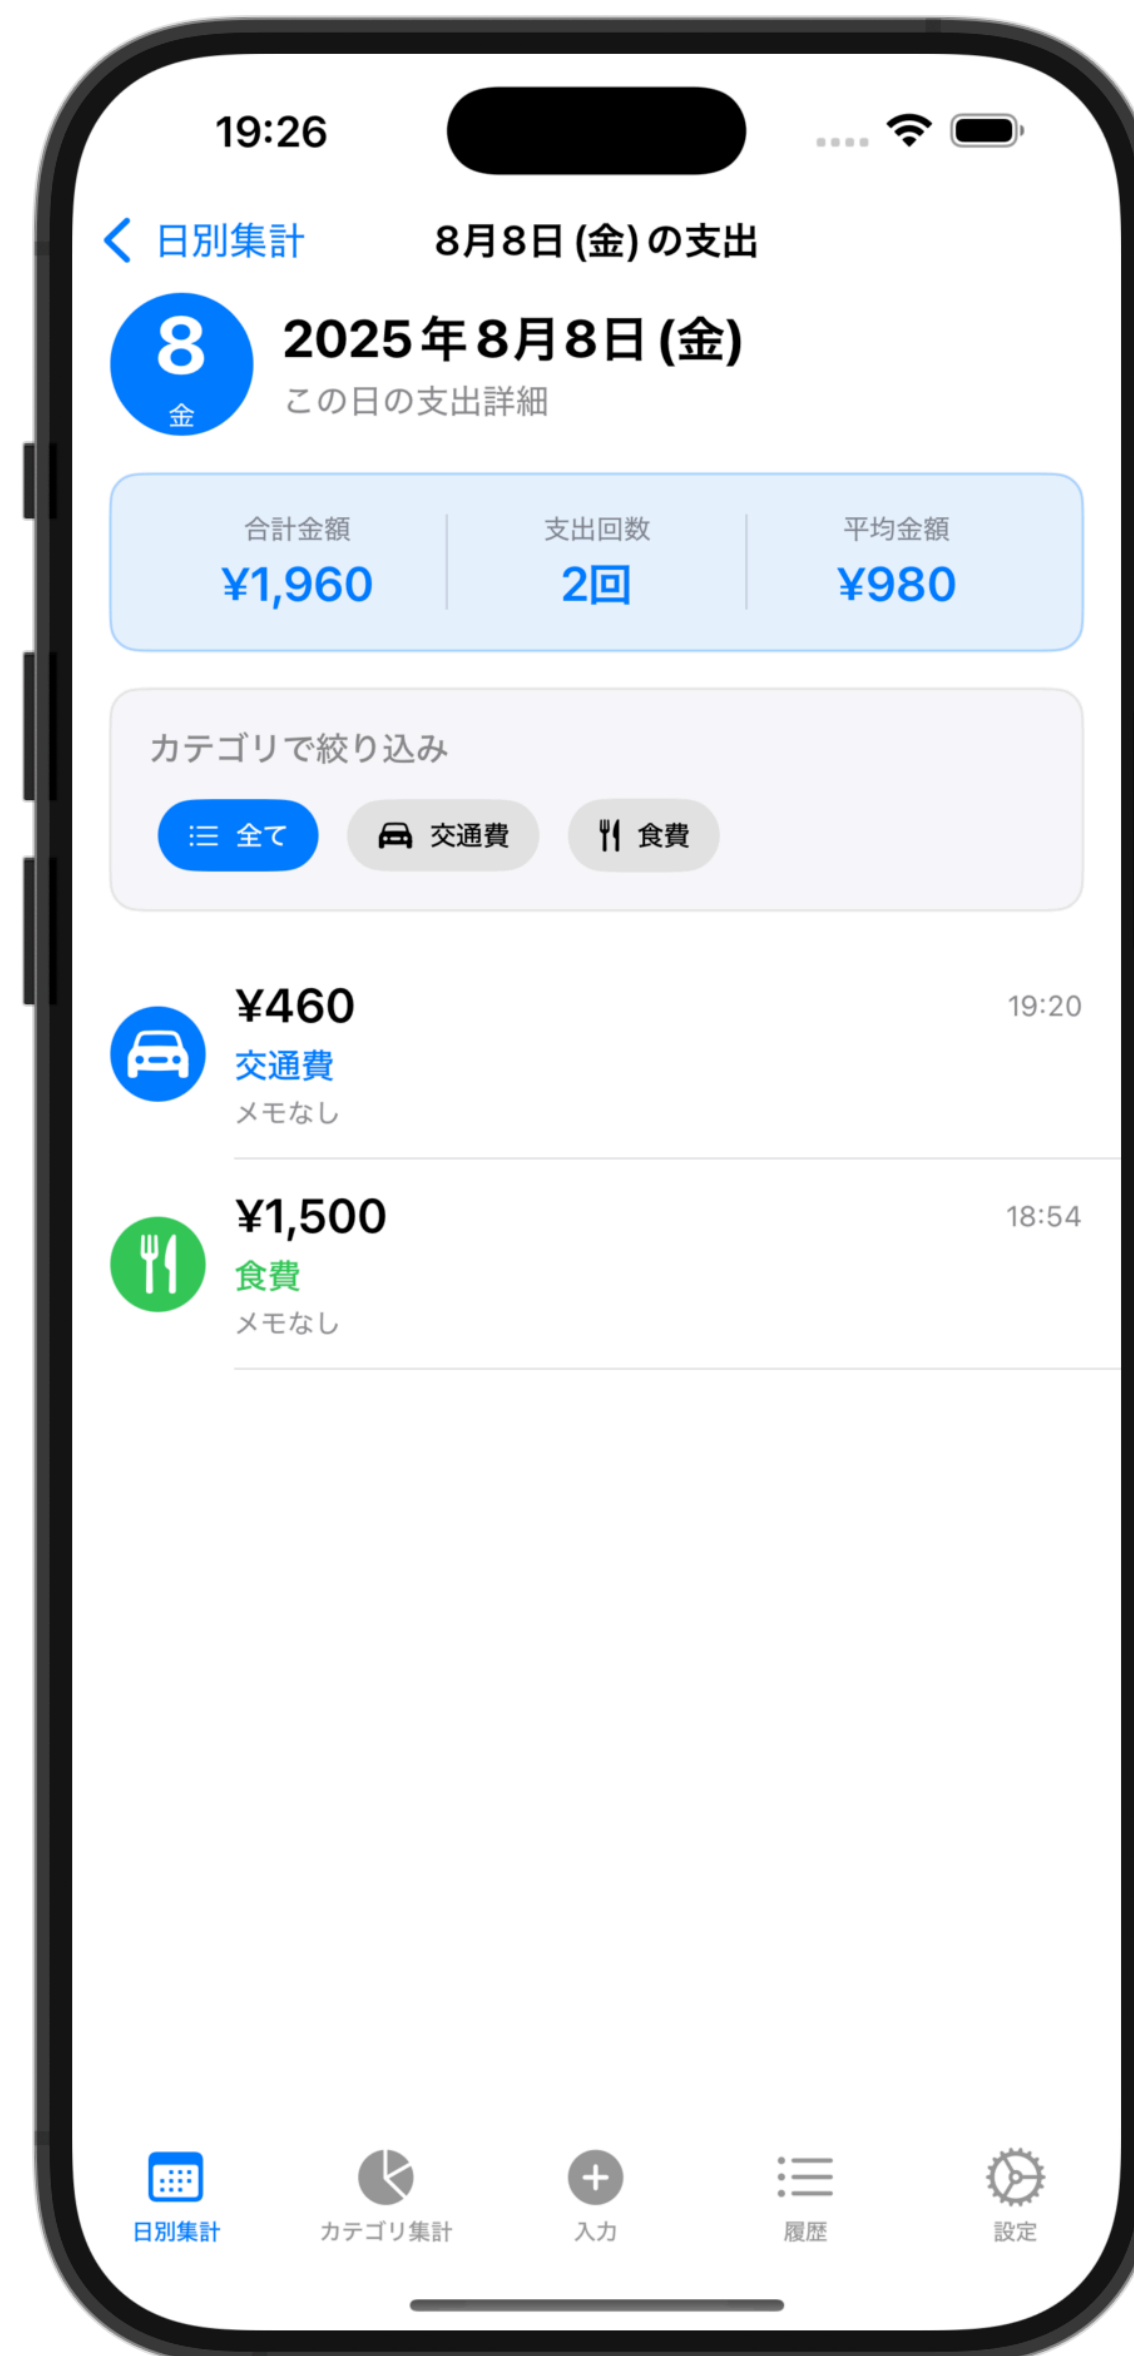 19:26
日別集計
8月8日(金)の支出
8
金
2025年8月8日(金)
この日の支出詳細
合計金額 支出回数 平均金額
¥1,960 2回 ¥980
カテゴリで絞り込み
全て 交通費 食費
¥460 19:20
交通費
メモなし
¥1,500 18:54
食費
メモなし
日別集計 カテゴリ集計 入力 履歴 設定